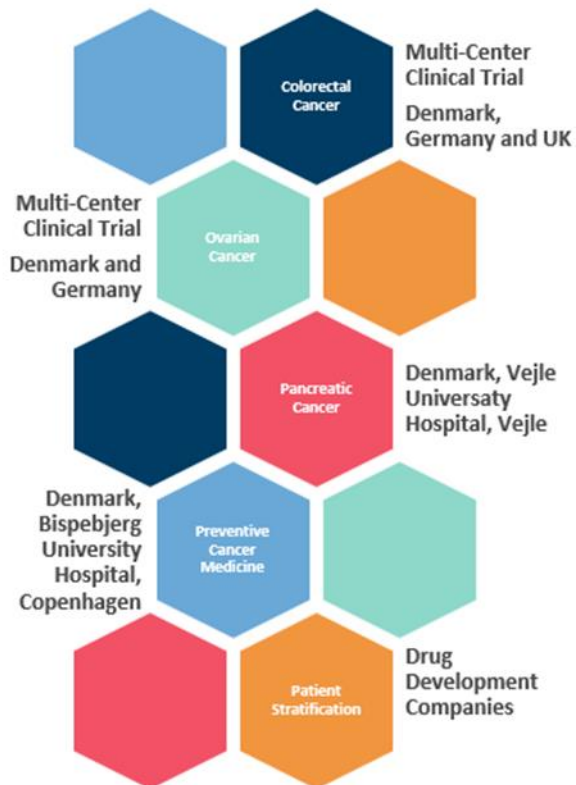 Colorectal
Cancer
Multi-Center
Clinical Trial
Denmark,
Germany and UK
Multi-Center
Clinical Trial
Denmark and
Germany
Ovarian
Cancer
Pancreatic
Cancer
Denmark, Vejle
Universaty
Hospital, Vejle
Denmark,
Bispebjerg
University
Hospital,
Copenhagen
Preventive
Cancer
Medicine
Patient
Stratification
Drug
Development
Companies